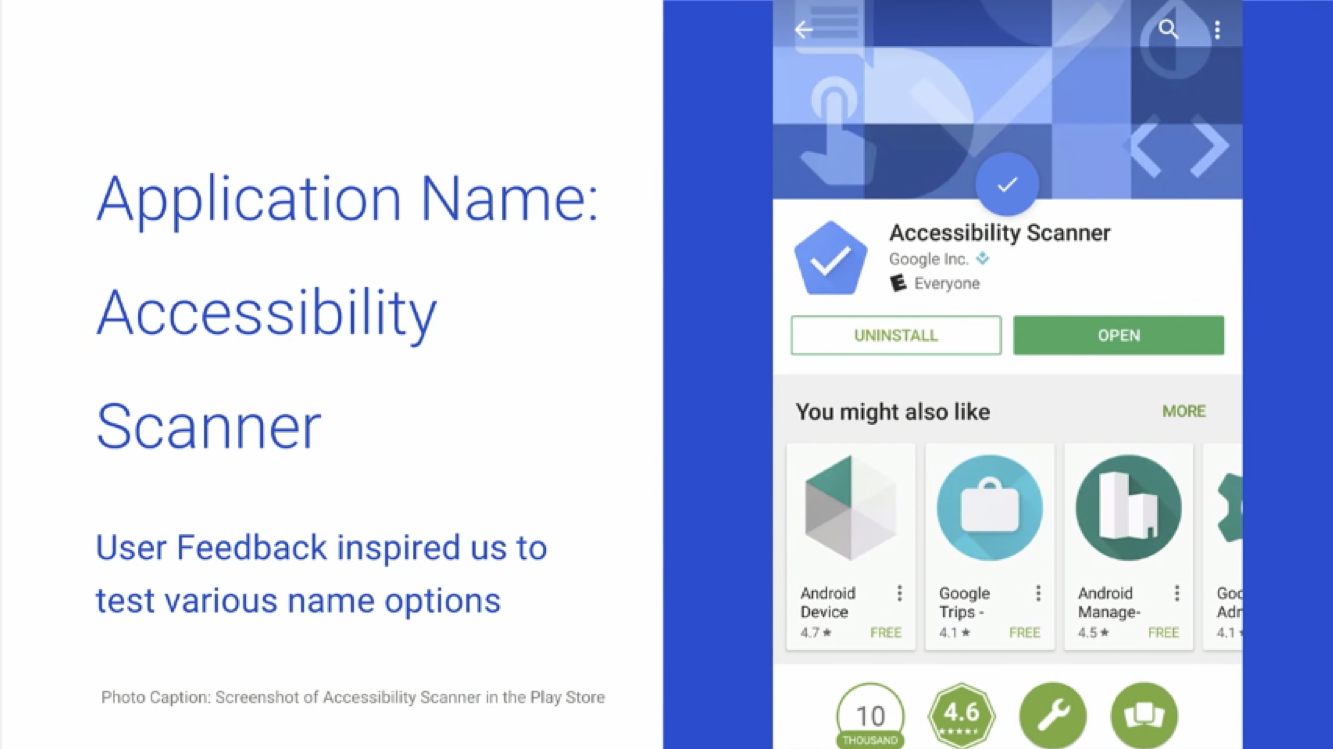 Application Name:
Accessibility
Scanner
User Feedback inspired us to
test various name options
Photo Caption: Screenshot of Accessibility Scanner in the Play Store
Accessibility Scanner
Google Inc.
Everyone
UNINSTALL
OPEN
You might also like
MORE
Android
Device
4.7★
FREE
Google
Trips -
4.1★
FREE
Android
Manage-
4.5★
FREE
Goo
Adr
4.1
10
THOUSAND
4.6